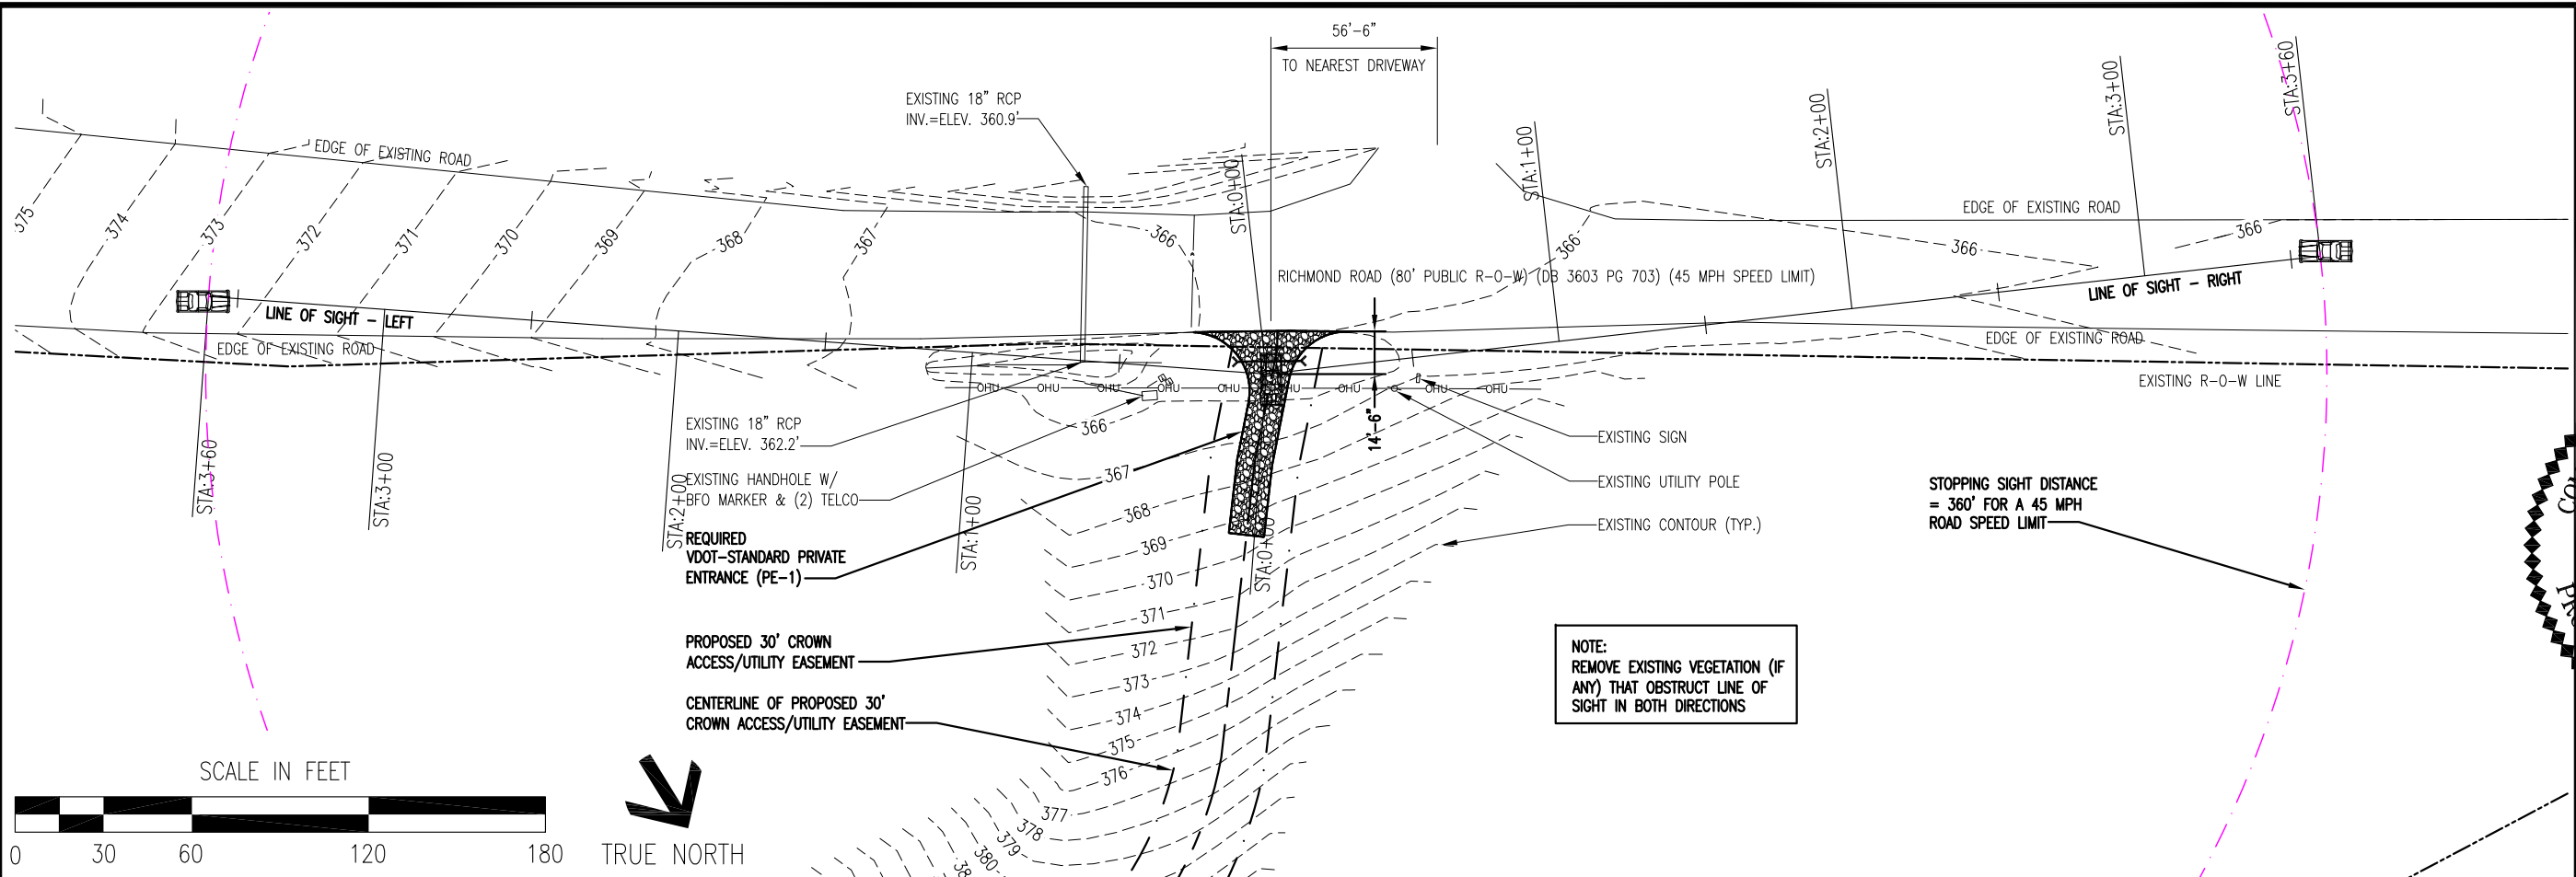 56'-6"
TO NEAREST DRIVEWAY
EXISTING 18" RCP
INV.=ELEV. 360.9'
EDGE OF EXISTING ROAD
375
374
373
372
371
370
369
368
367
366
STA:0+00
STA:1+00
STA:2+00
STA:3+00
STA:3+60
EDGE OF EXISTING ROAD
366
366
366
RICHMOND ROAD (80' PUBLIC R-O-W) (DB 3603 PG 703) (45 MPH SPEED LIMIT)
LINE OF SIGHT - LEFT
LINE OF SIGHT - RIGHT
EDGE OF EXISTING ROAD
EDGE OF EXISTING ROAD
EXISTING R-O-W LINE
OHU OHU OHU OHU OHU OHU OHU OHU OHU
14'-6"
EXISTING 18" RCP
INV.=ELEV. 362.2'
EXISTING HANDHOLE W/
BFO MARKER & (2) TELCO
REQUIRED
VDOT-STANDARD PRIVATE
ENTRANCE (PE-1)
PROPOSED 30' CROWN
ACCESS/UTILITY EASEMENT
CENTERLINE OF PROPOSED 30'
CROWN ACCESS/UTILITY EASEMENT
STA:3+60
STA:3+00
STA:2+00
STA:1+00
STA:0+00
366
367
368
369
370
371
372
373
374
375
376
377
378
379
380
EXISTING SIGN
EXISTING UTILITY POLE
EXISTING CONTOUR (TYP.)
STOPPING SIGHT DISTANCE
= 360' FOR A 45 MPH
ROAD SPEED LIMIT
NOTE:
REMOVE EXISTING VEGETATION (IF
ANY) THAT OBSTRUCT LINE OF
SIGHT IN BOTH DIRECTIONS
SCALE IN FEET
0 30 60 120 180
TRUE NORTH